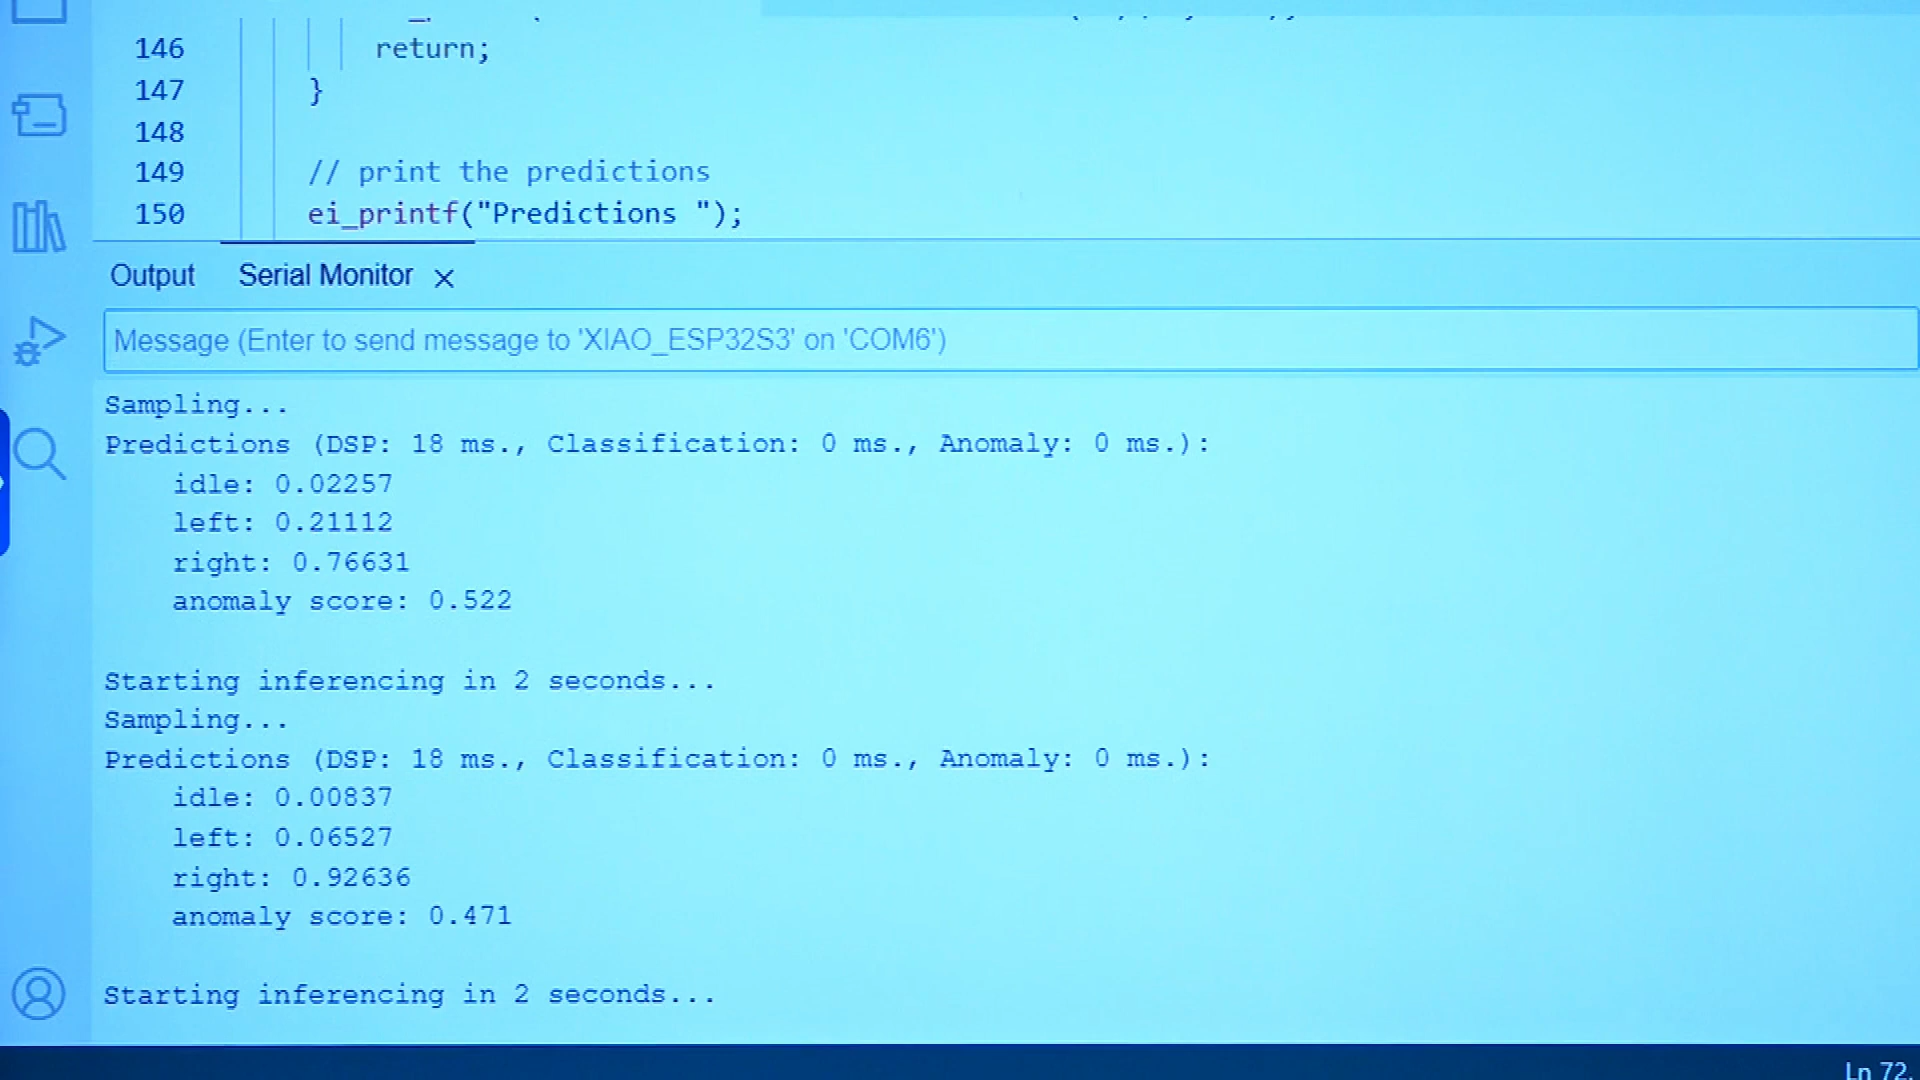 146 return;
147 }
148
149 // print the predictions
150 ei_printf("Predictions ");
Output Serial Monitor
Message (Enter to send message to 'XIAO_ESP32S3' on 'COM6')
Sampling...
Predictions (DSP: 18 ms., Classification: 0 ms., Anomaly: 0 ms.):
idle: 0.02257
left: 0.21112
right: 0.76631
anomaly score: 0.522
Starting inferencing in 2 seconds...
Sampling...
Predictions (DSP: 18 ms., Classification: 0 ms., Anomaly: 0 ms.):
idle: 0.00837
left: 0.06527
right: 0.92636
anomaly score: 0.471
Starting inferencing in 2 seconds...
Ln 72,